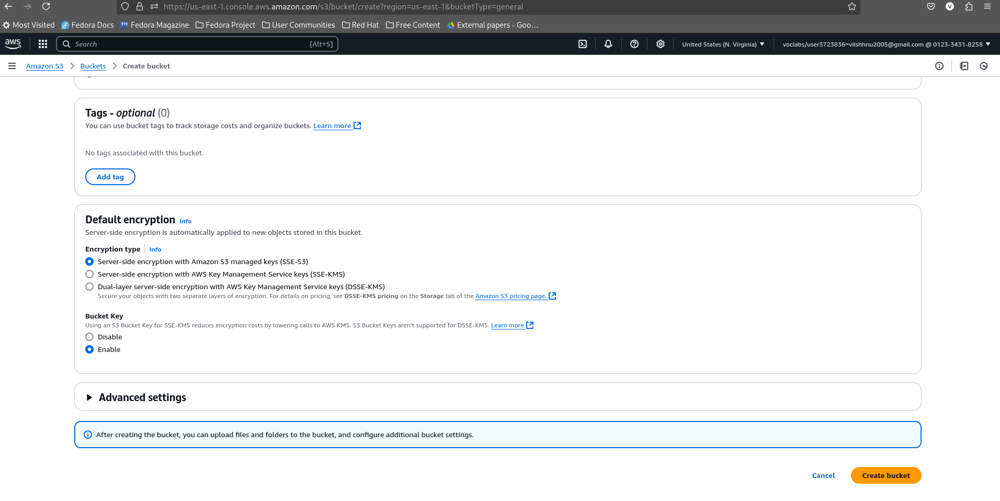 https://us-east-1.console.aws.amazon.com/s3/bucket/create?region=us-east-1&bucketType=general
V
Most Visited
Fedora Docs
FM Fedora Magazine
Fedora Project
User Communities
Red Hat
Free Content
External papers - Goo…
aws
Search
[Alt+S]
United States (N. Virginia)
voclabs/user3723836=viishhnu2005@gmail.com @ 0123-3431-8258
Amazon S3
Buckets
Create bucket
Tags - optional (0)
You can use bucket tags to track storage costs and organize buckets. Learn more
No tags associated with this bucket.
Add tag
Default encryption Info
Server-side encryption is automatically applied to new objects stored in this bucket.
Encryption type Info
Server-side encryption with Amazon S3 managed keys (SSE-S3)
Server-side encryption with AWS Key Management Service keys (SSE-KMS)
Dual-layer server-side encryption with AWS Key Management Service keys (DSSE-KMS)
Secure your objects with two separate layers of encryption. For details on pricing, see DSSE-KMS pricing on the Storage tab of the Amazon S3 pricing page.
Bucket Key
Using an S3 Bucket Key for SSE-KMS reduces encryption costs by lowering calls to AWS KMS. S3 Bucket Keys aren't supported for DSSE-KMS. Learn more
Disable
Enable
Advanced settings
After creating the bucket, you can upload files and folders to the bucket, and configure additional bucket settings.
Cancel
Create bucket